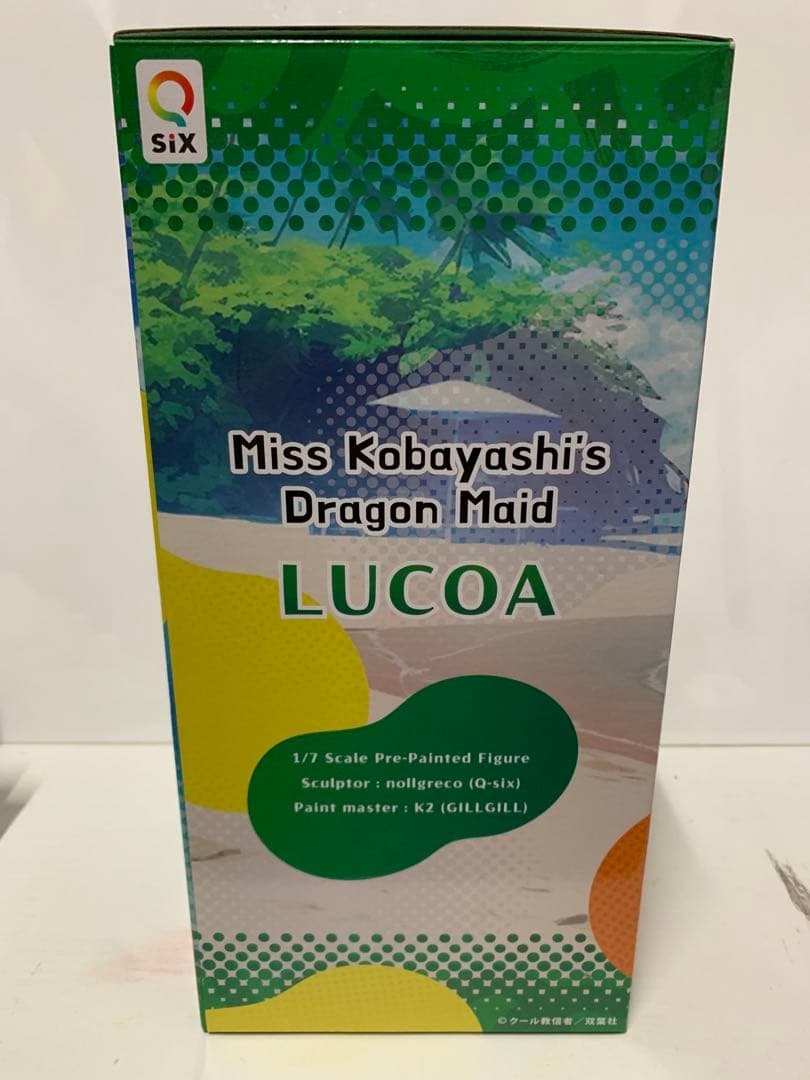 Q
SiX
Miss Kobayashi's
Dragon Maid
LUCOA
1/7 Scale Pre-Painted Figure
Sculptor : nollgreco (Q-six)
Paint master : K2 (GILLGILL)
©クール教信者／双葉社